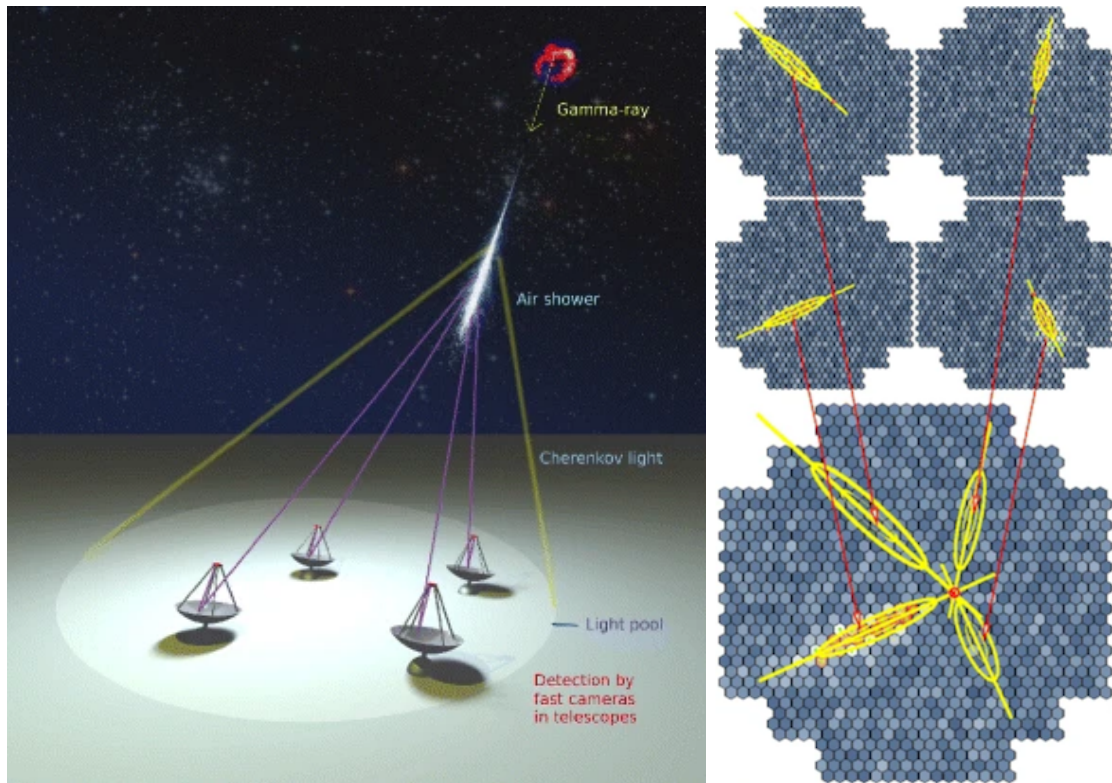 Gamma-ray
Air shower
Cherenkov light
Light pool
Detection by
fast cameras
in telescopes